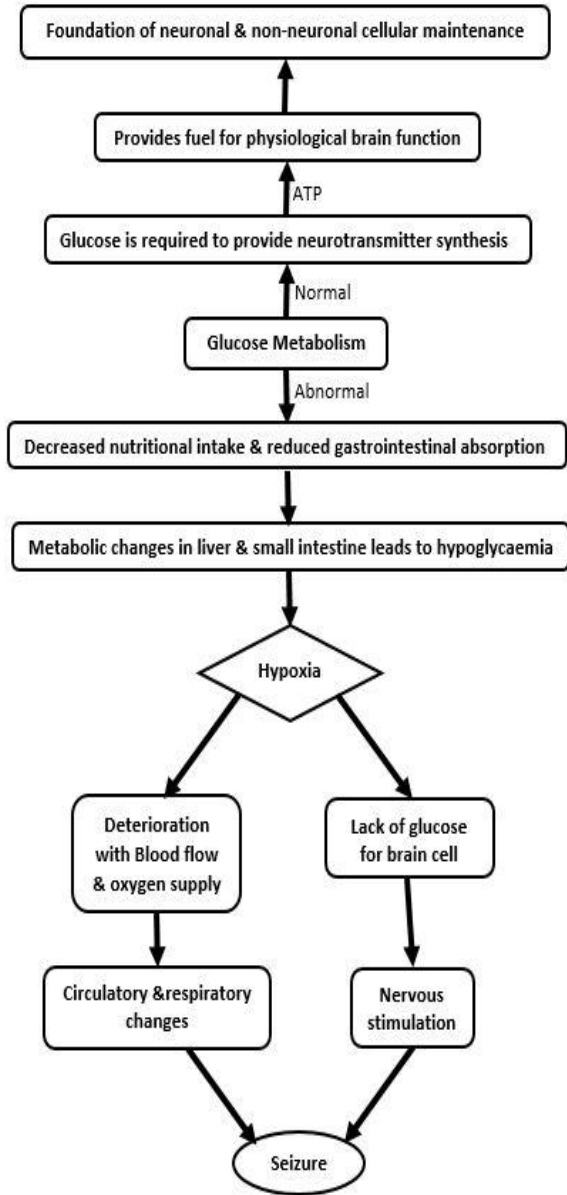 Foundation of neuronal & non-neuronal cellular maintenance
Provides fuel for physiological brain function
ATP
Glucose is required to provide neurotransmitter synthesis
Normal
Glucose Metabolism
Abnormal
Decreased nutritional intake & reduced gastrointestinal absorption
Metabolic changes in liver & small intestine leads to hypoglycaemia
Hypoxia
Deterioration
with Blood flow
& oxygen supply
Lack of glucose
for brain cell
Circulatory &respiratory
changes
Nervous
stimulation
Seizure